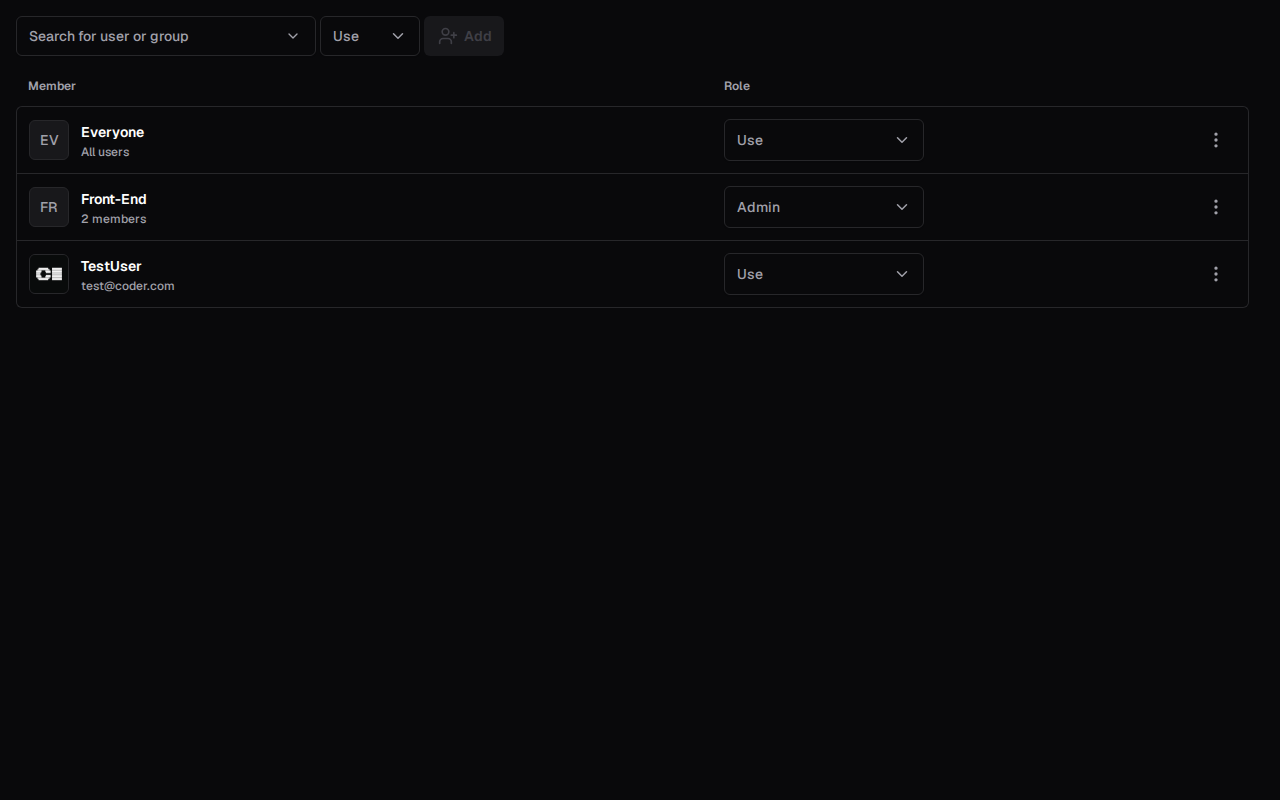 Search for user or group
Use
Add
Member
Role
EV
Everyone
All users
Use
FR
Front-End
2 members
Admin
TestUser
test@coder.com
Use